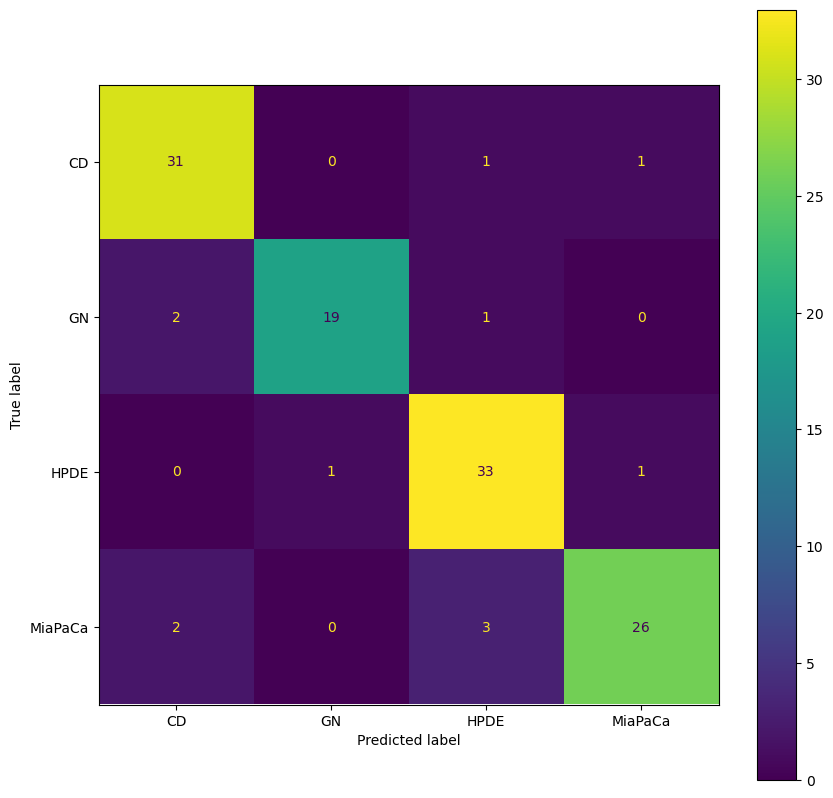 CD 31 0 1 1
GN 2 19 1 0
HPDE 0 1 33 1
MiaPaCa 2 0 3 26
CD GN HPDE MiaPaCa
Predicted label
True label
30
25
20
15
10
5
0